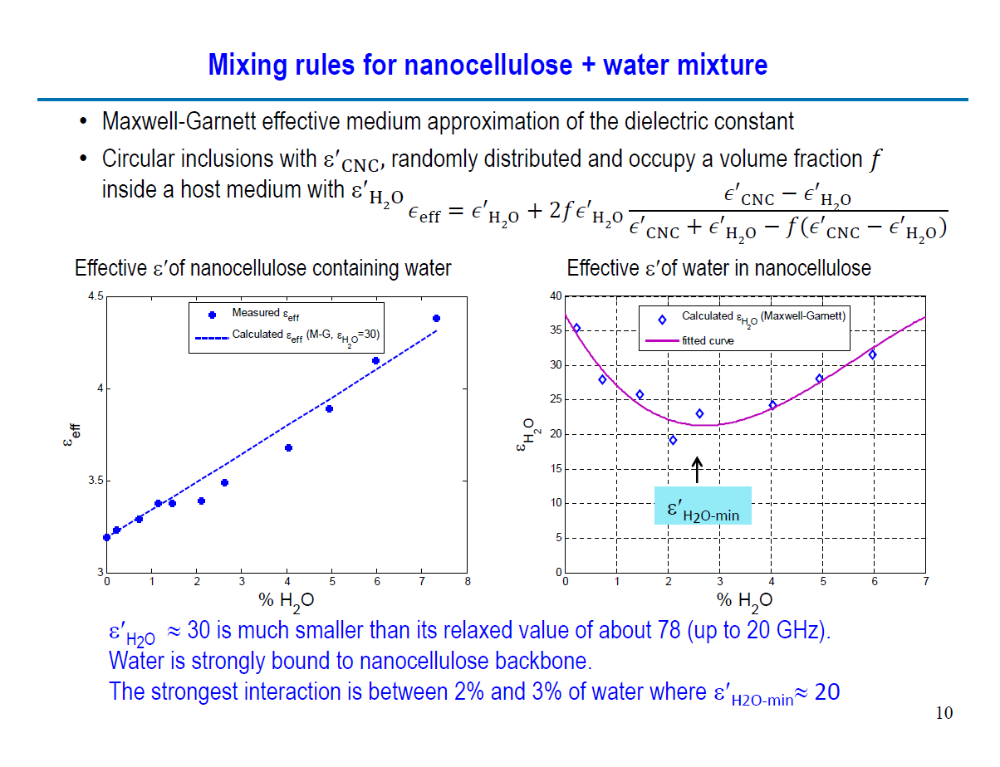 Mixing rules for nanocellulose + water mixture
• Maxwell-Garnett effective medium approximation of the dielectric constant
• Circular inclusions with ε′CNC, randomly distributed and occupy a volume fraction f
inside a host medium with ε′H2O
ϵeff = ϵ′H2O + 2fϵ′H2O (ϵ′CNC − ϵ′H2O) / (ϵ′CNC + ϵ′H2O − f(ϵ′CNC − ϵ′H2O))
Effective ε′of nanocellulose containing water
4.5
4
3.5
3
εeff
Measured εeff
Calculated εeff (M-G, εH2O=30)
0 1 2 3 4 5 6 7 8
% H2O
Effective ε′of water in nanocellulose
40
35
30
25
20
15
10
5
0
εH2O
Calculated εH2O (Maxwell-Garnett)
fitted curve
ε′H2O-min
0 1 2 3 4 5 6 7
% H2O
ε′H2O ≈ 30 is much smaller than its relaxed value of about 78 (up to 20 GHz).
Water is strongly bound to nanocellulose backbone.
The strongest interaction is between 2% and 3% of water where ε′H2O-min≈ 20
10